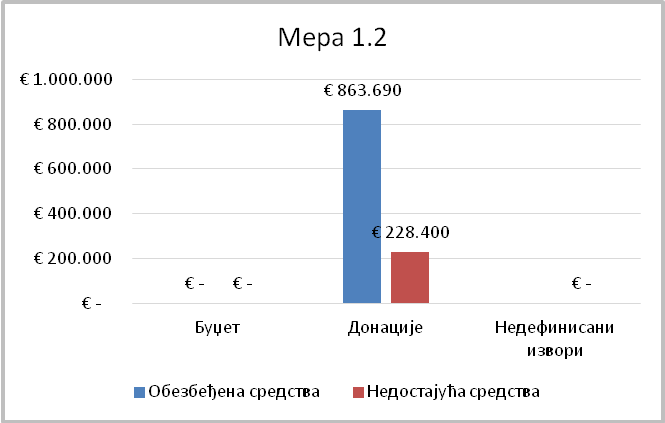 Мера 1.2
€ 1.000.000
€ 800.000
€ 600.000
€ 400.000
€ 200.000
€ -
€ -
€ -
€ 863.690
€ 228.400
€ -
Буџет
Донације
Недефинисани
извори
Обезбеђена средства
Недостајућа средства